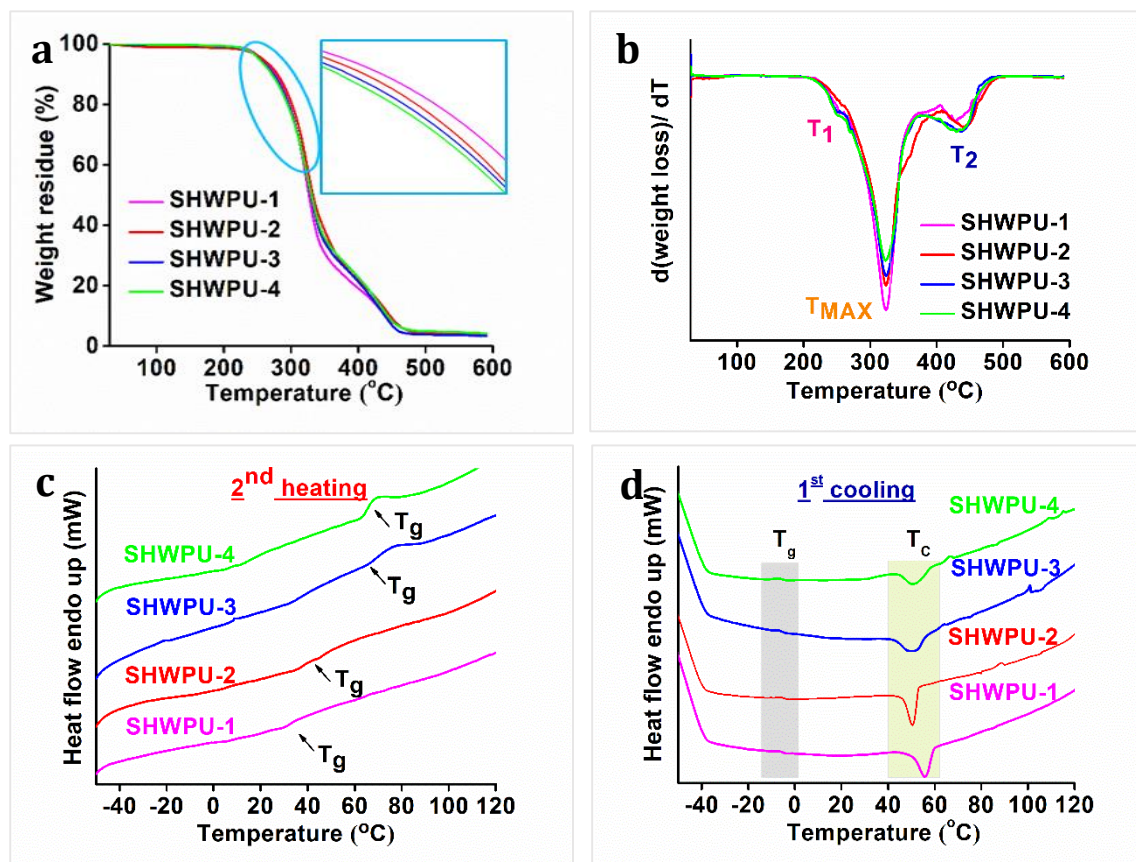 a
100
80
60
40
20
0
Weight residue (%)
SHWPU-1
SHWPU-2
SHWPU-3
SHWPU-4
100 200 300 400 500 600
Temperature (°C)
b
d(weight loss)/ dT
T1
T2
TMAX
SHWPU-1
SHWPU-2
SHWPU-3
SHWPU-4
100 200 300 400 500 600
Temperature (°C)
c
2nd heating
Heat flow endo up (mW)
SHWPU-4
Tg
SHWPU-3
Tg
SHWPU-2
Tg
SHWPU-1
Tg
-40 -20 0 20 40 60 80 100 120
Temperature (°C)
d
1st cooling
Heat flow endo up (mW)
SHWPU-4
Tg
Tc
SHWPU-3
SHWPU-2
SHWPU-1
-40 -20 0 20 40 60 80 100 120
Temperature (°C)